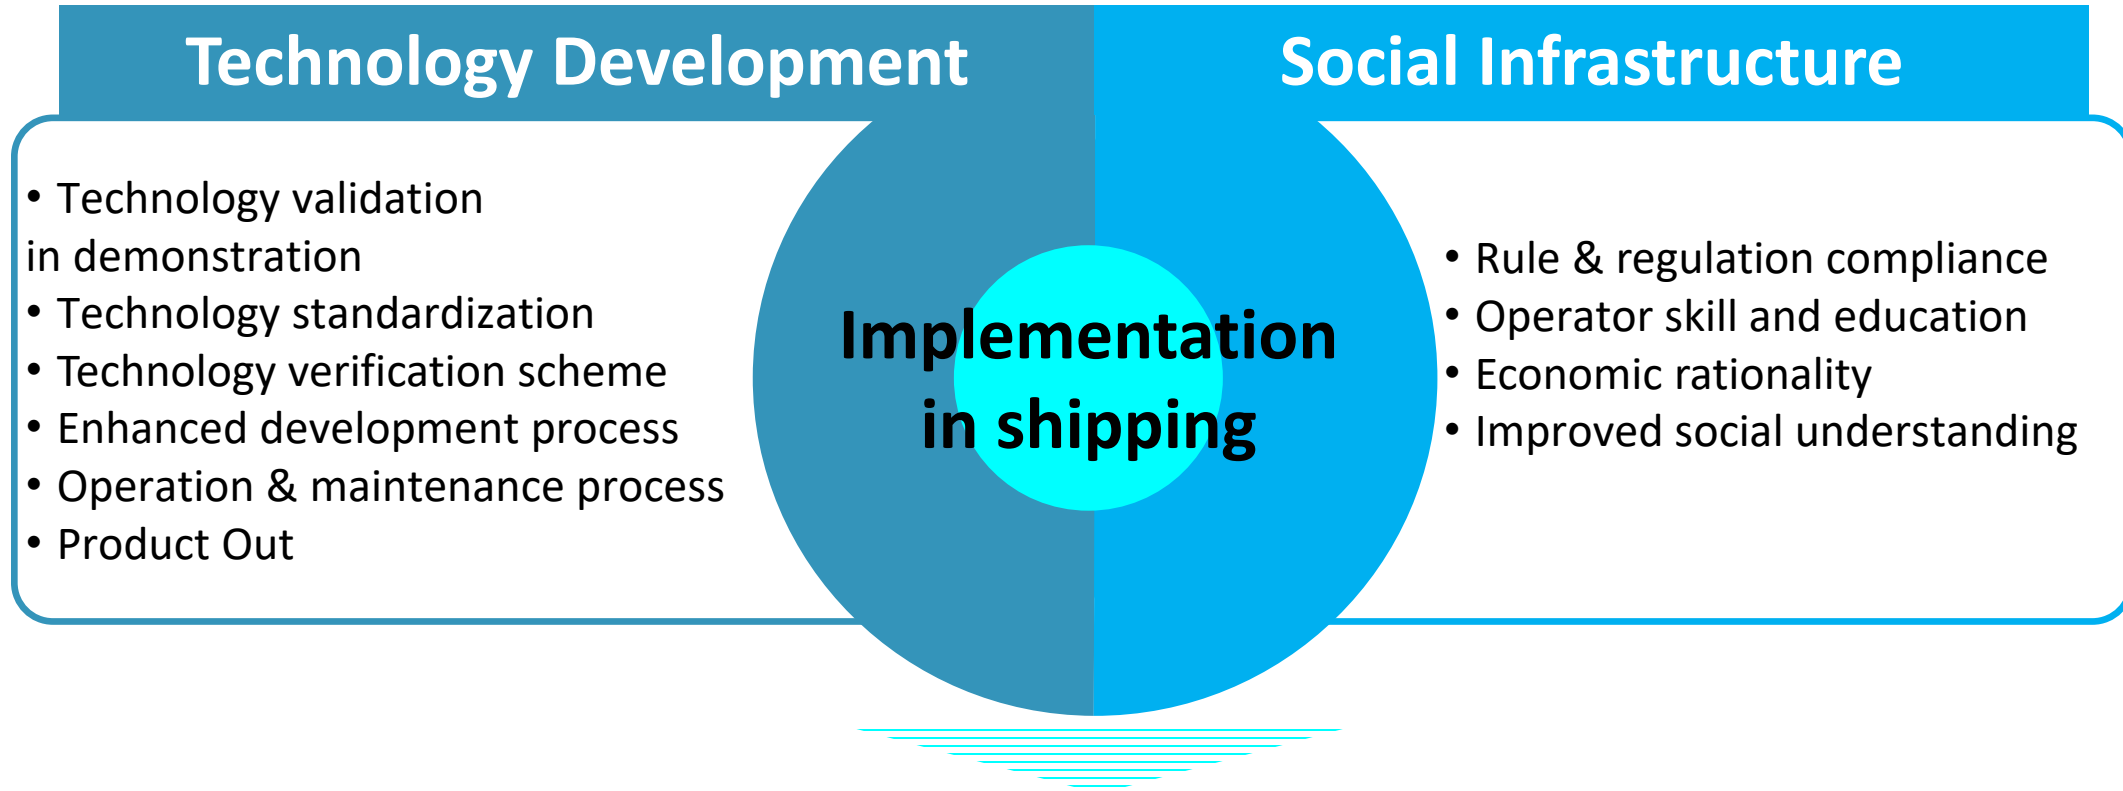 Technology Development
Social Infrastructure
• Technology validation
in demonstration
• Technology standardization
• Technology verification scheme
• Enhanced development process
• Operation & maintenance process
• Product Out
Implementation
in shipping
• Rule & regulation compliance
• Operator skill and education
• Economic rationality
• Improved social understanding